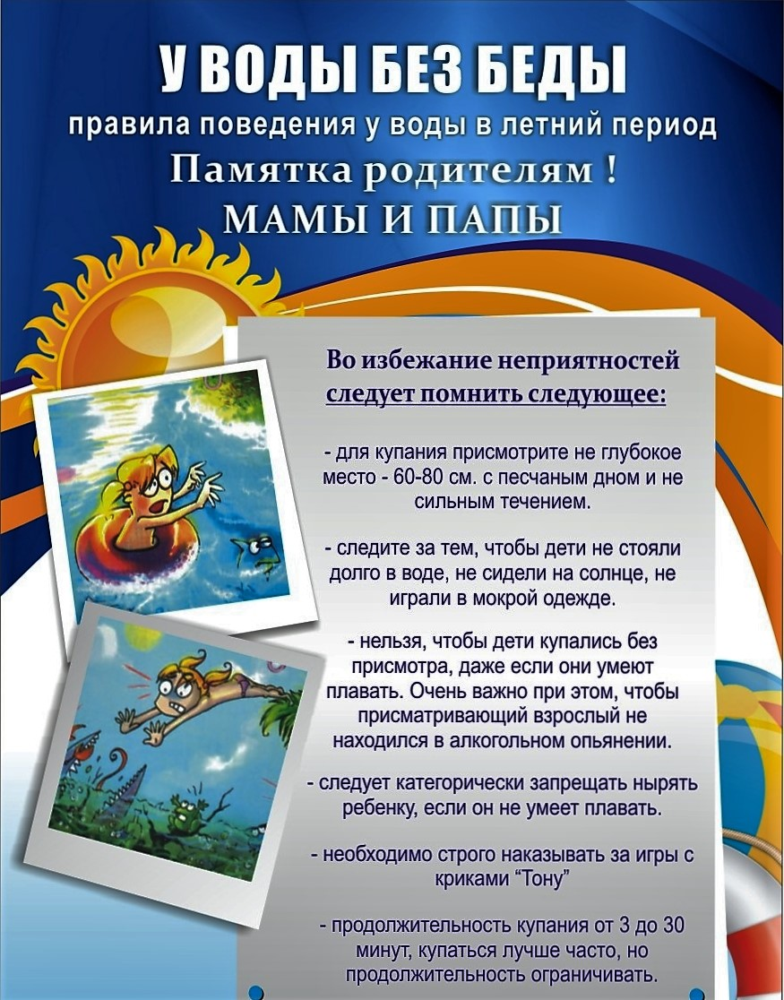 У ВОДЫ БЕЗ БЕДЫ
правила поведения у воды в летний период
Памятка родителям !
МАМЫ И ПАПЫ
Во избежание неприятностей
следует помнить следующее:
- для купания присмотрите не глубокое
место - 60-80 см. с песчаным дном и не
сильным течением.
- следите за тем, чтобы дети не стояли
долго в воде, не сидели на солнце, не
играли в мокрой одежде.
- нельзя, чтобы дети купались без
присмотра, даже если они умеют
плавать. Очень важно при этом, чтобы
присматривающий взрослый не
находился в алкогольном опьянении.
- следует категорически запрещать нырять
ребенку, если он не умеет плавать.
- необходимо строго наказывать за игры с
криками “Тону”
- продолжительность купания от 3 до 30
минут, купаться лучше часто, но
продолжительность ограничивать.